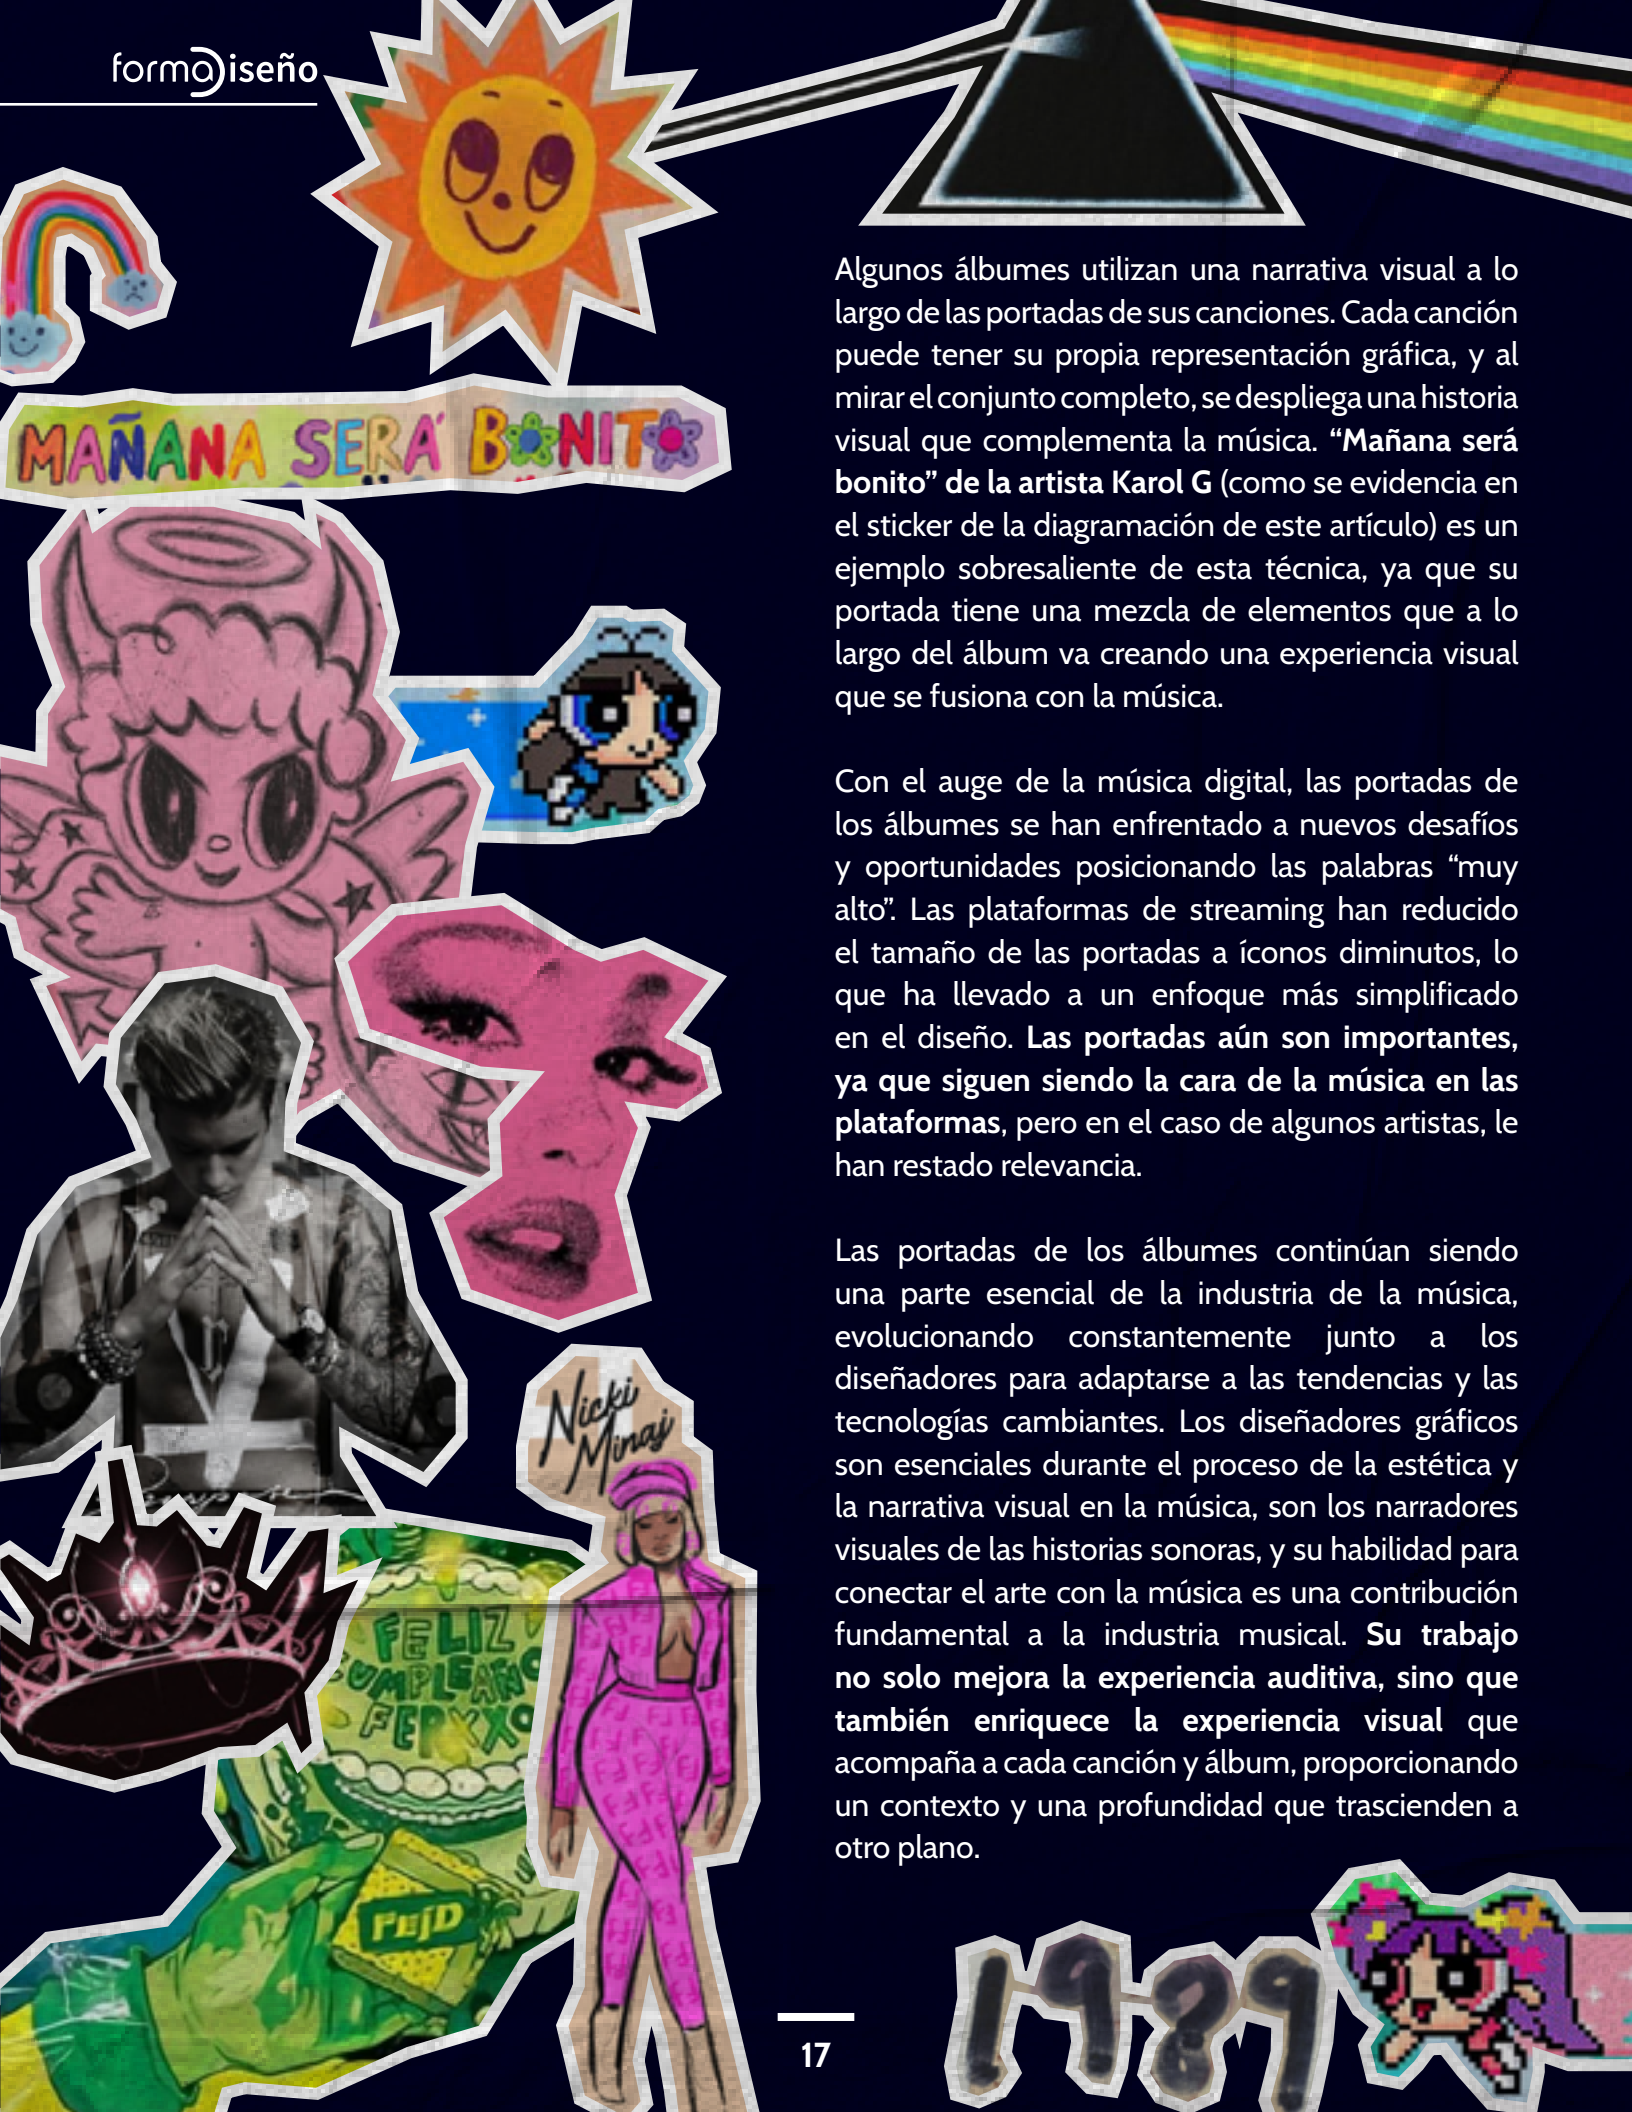 formaDiseño
MAÑANA SERÁ BONITO
Algunos álbumes utilizan una narrativa visual a lo
largo de las portadas de sus canciones. Cada canción
puede tener su propia representación gráfica, y al
mirar el conjunto completo, se despliega una historia
visual que complementa la música. “Mañana será
bonito” de la artista Karol G (como se evidencia en
el sticker de la diagramación de este artículo) es un
ejemplo sobresaliente de esta técnica, ya que su
portada tiene una mezcla de elementos que a lo
largo del álbum va creando una experiencia visual
que se fusiona con la música.
Con el auge de la música digital, las portadas de
los álbumes se han enfrentado a nuevos desafíos
y oportunidades posicionando las palabras “muy
alto”. Las plataformas de streaming han reducido
el tamaño de las portadas a íconos diminutos, lo
que ha llevado a un enfoque más simplificado
en el diseño. Las portadas aún son importantes,
ya que siguen siendo la cara de la música en las
plataformas, pero en el caso de algunos artistas, le
han restado relevancia.
Las portadas de los álbumes continúan siendo
una parte esencial de la industria de la música,
evolucionando constantemente junto a los
diseñadores para adaptarse a las tendencias y las
tecnologías cambiantes. Los diseñadores gráficos
son esenciales durante el proceso de la estética y
la narrativa visual en la música, son los narradores
visuales de las historias sonoras, y su habilidad para
conectar el arte con la música es una contribución
fundamental a la industria musical. Su trabajo
no solo mejora la experiencia auditiva, sino que
también enriquece la experiencia visual que
acompaña a cada canción y álbum, proporcionando
un contexto y una profundidad que trascienden a
otro plano.
Nicki
Minaj
FELIZ
CUMPLEAÑO
FERXXO
FEID
1989
17